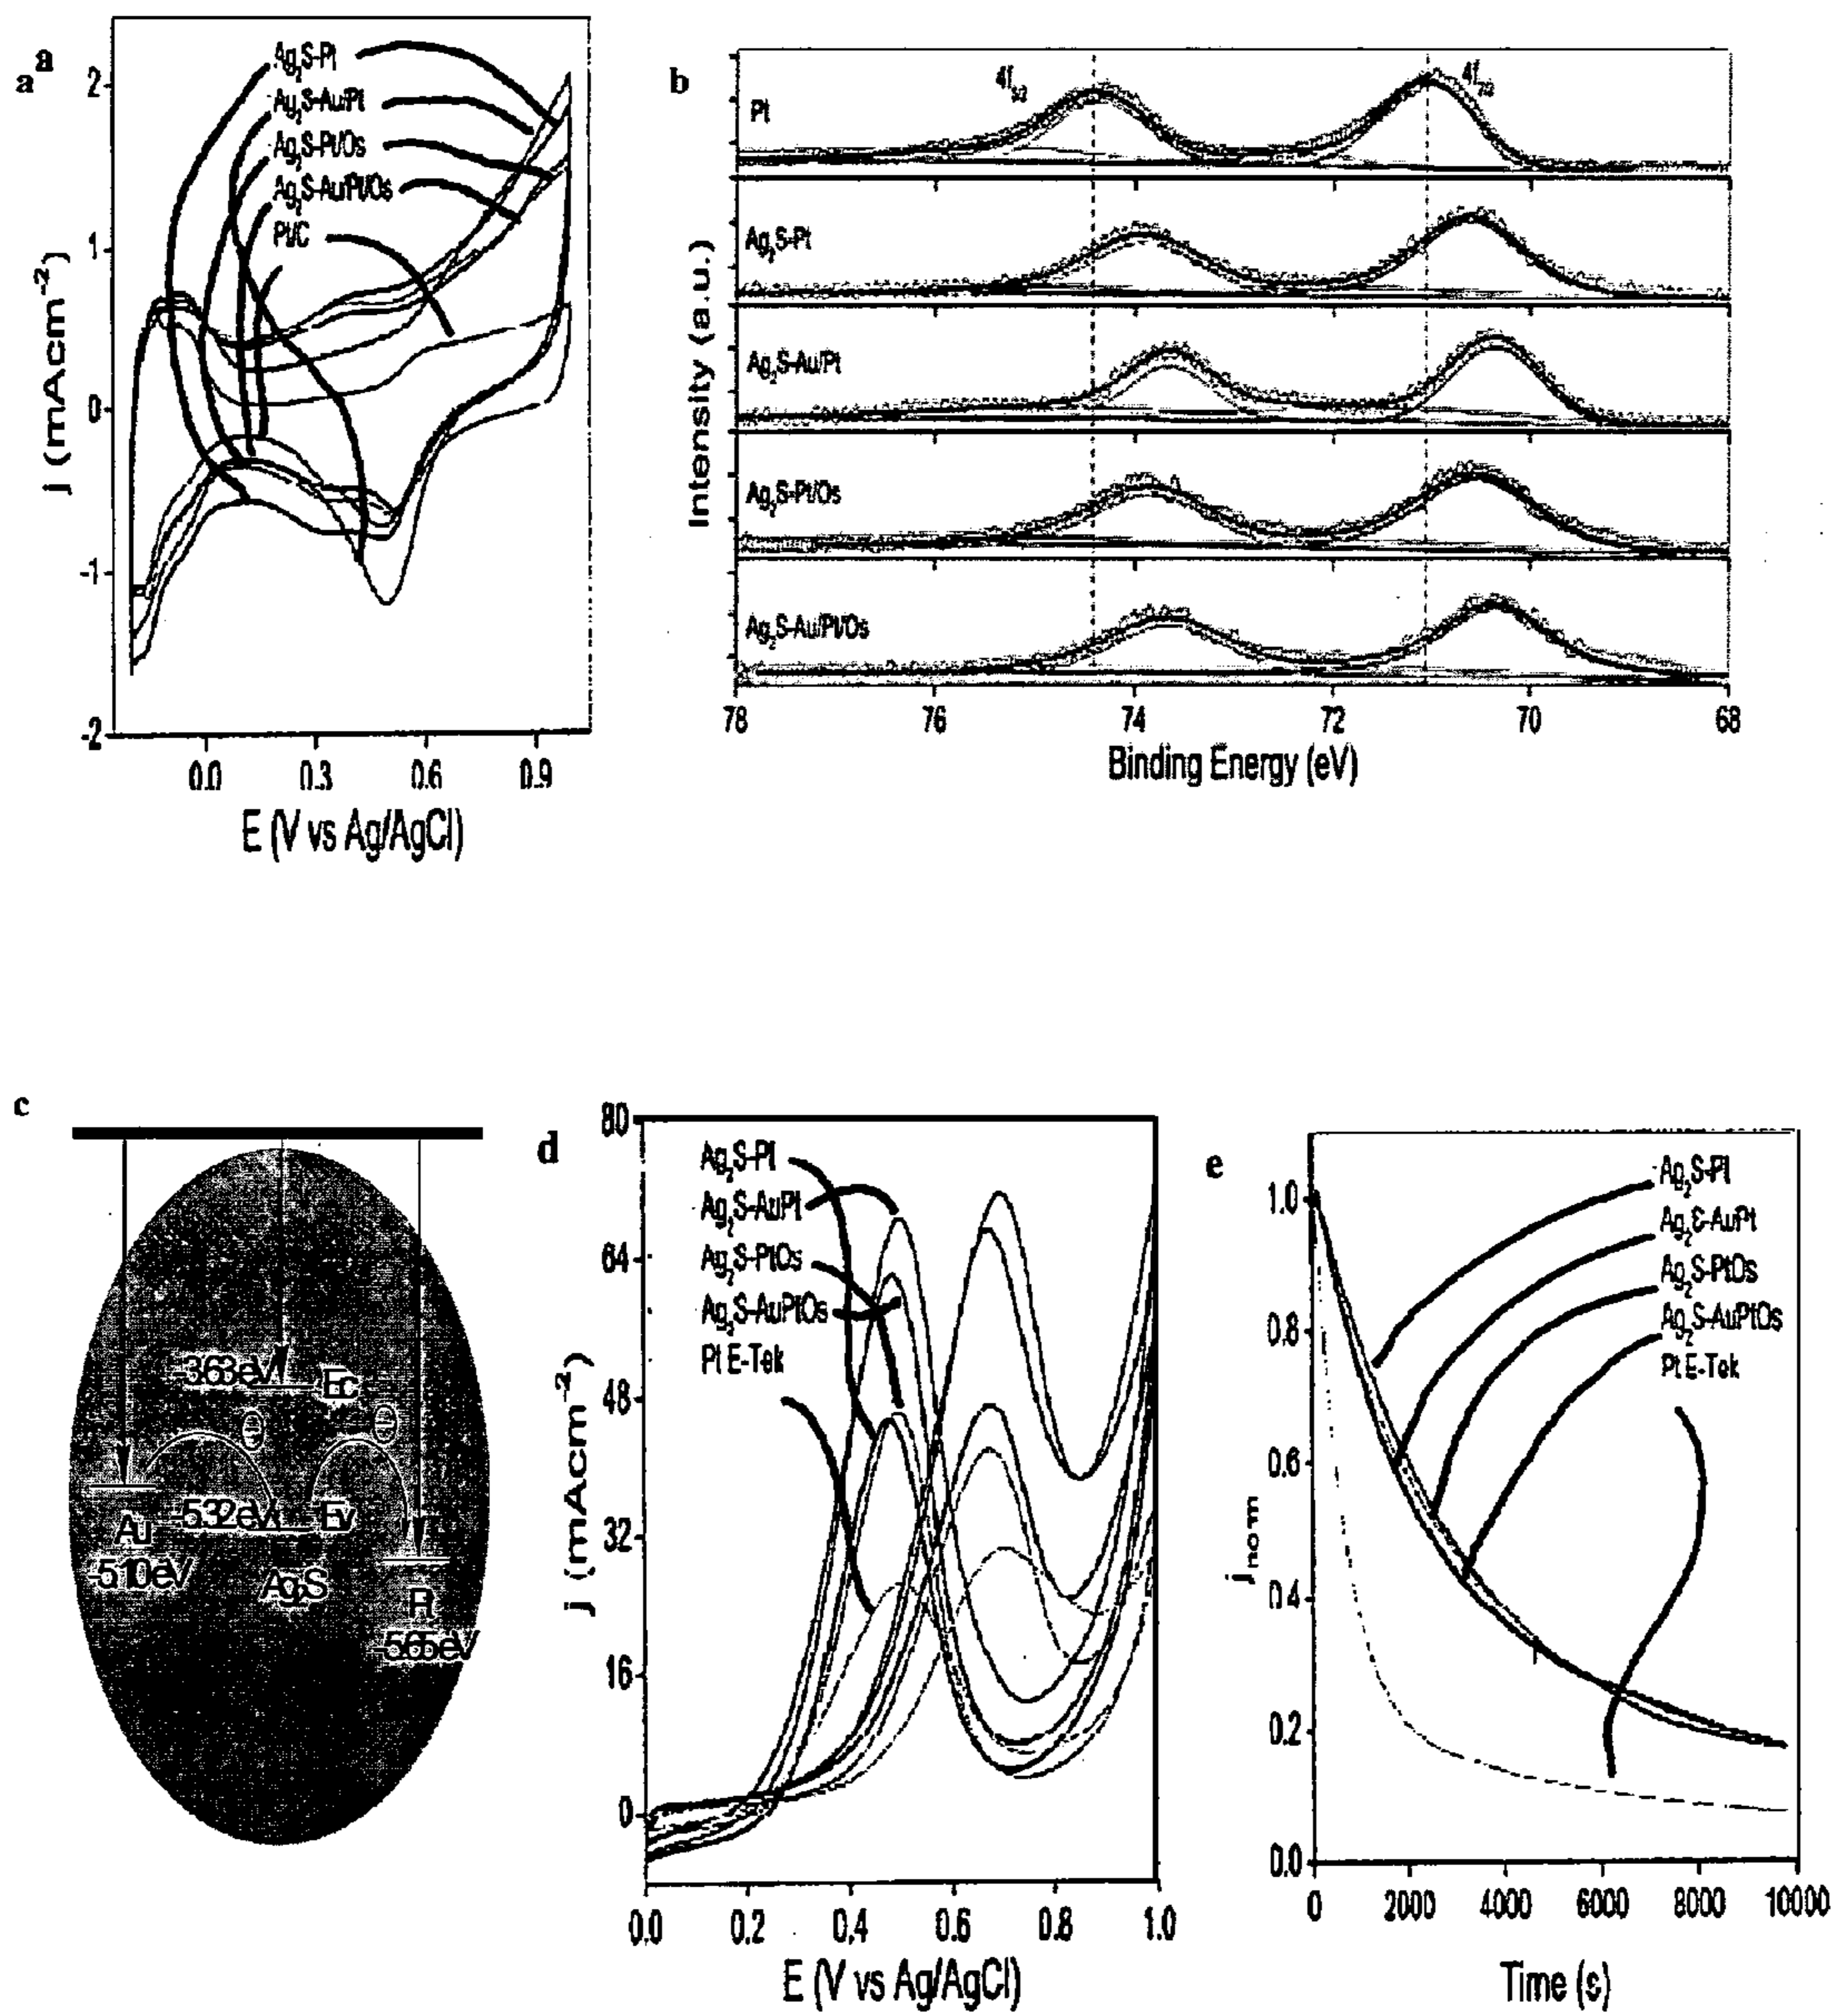 a a
Ag2S-Pt
Ag2S-Au/Pt
Ag2S-Pt/Os
Ag2S-Au/Pt/Os
Pt/C
2
1
0
-1
-2
j (mAcm⁻²)
0.0 0.3 0.6 0.9
E (V vs Ag/AgCl)
b
Pt
4f5/2
4f7/2
Ag2S-Pt
Ag2S-Au/Pt
Ag2S-Pt/Os
Ag2S-Au/Pt/Os
Intensity (a.u.)
78 76 74 72 70 68
Binding Energy (eV)
c
-3.63eV Ec
-5.32eV Ev
Au
-5.10eV
Ag2S
Pt
-5.65eV
d
Ag2S-Pt
Ag2S-AuPt
Ag2S-PtOs
Ag2S-AuPtOs
Pt E-Tek
80
64
48
32
16
0
j (mAcm⁻²)
0.0 0.2 0.4 0.6 0.8 1.0
E (V vs Ag/AgCl)
e
Ag2S-Pt
Ag2S-AuPt
Ag2S-PtOs
Ag2S-AuPtOs
Pt E-Tek
1.0
0.8
0.6
0.4
0.2
0.0
jnorm
0 2000 4000 6000 8000 10000
Time (s)